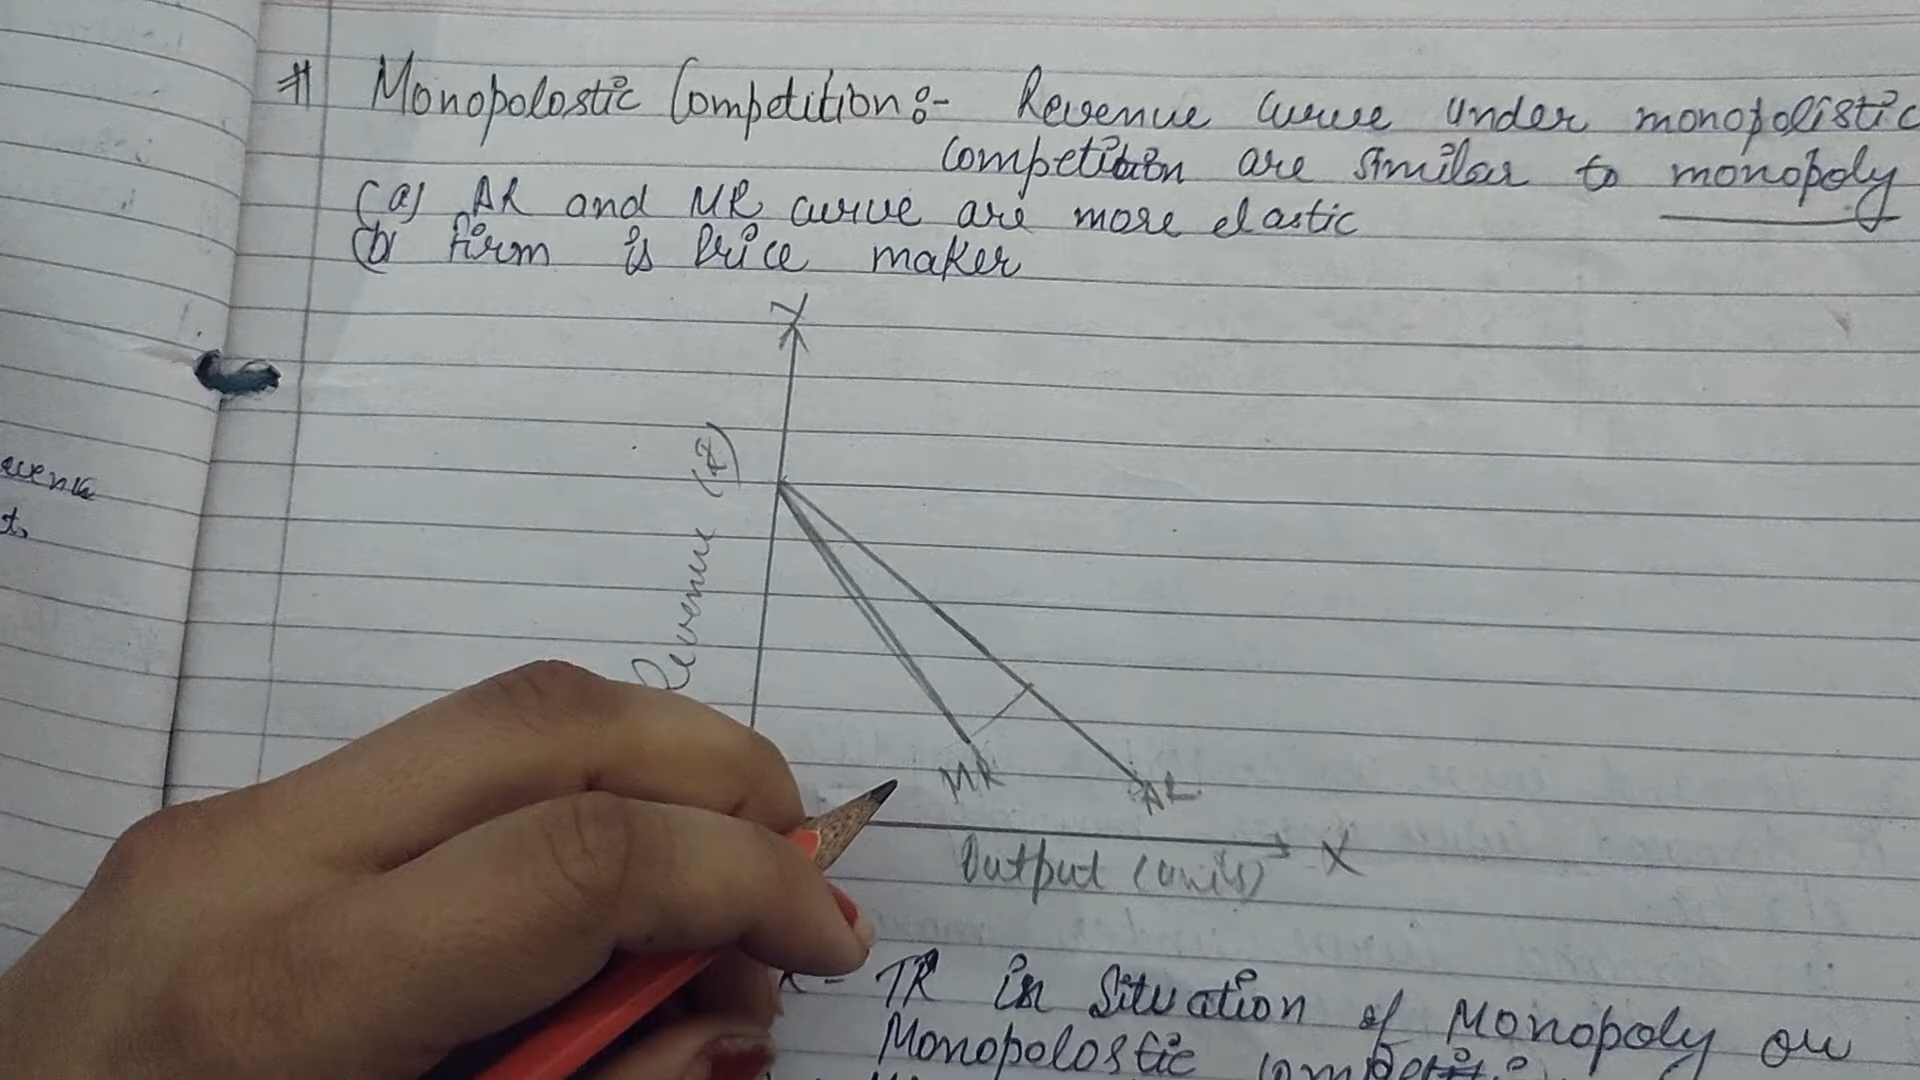 # Monopolostic Competition:- Revenue curve under monopolistic
competition are similar to monopoly
(a) AR and MR curve are more elastic
(b) firm is Price maker
Y
Revenue (₹)
MR
AR
Output (units) X
TR in Situation of Monopoly or
Monopolostic